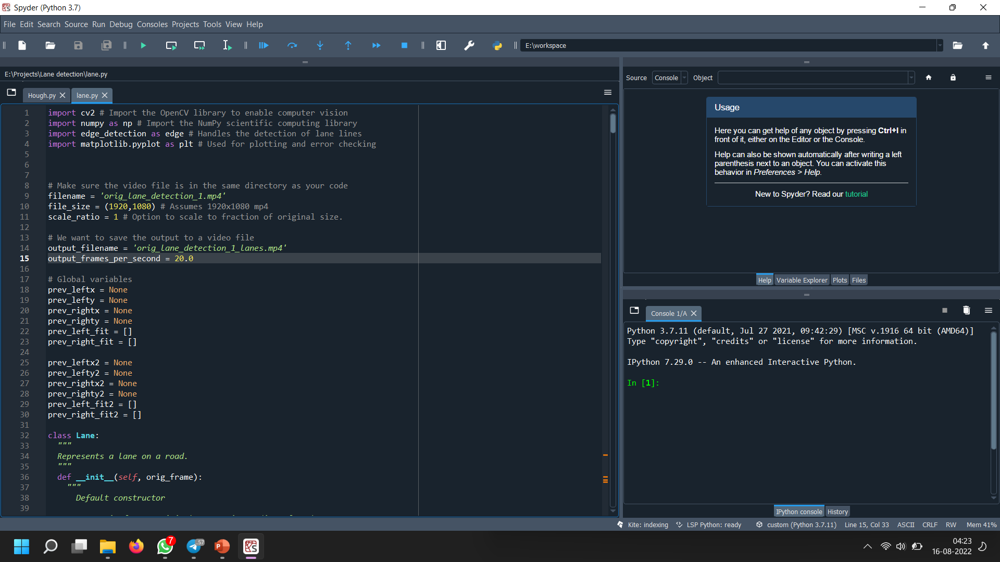 Spyder (Python 3.7)
File Edit Search Source Run Debug Consoles Projects Tools View Help
E:\workspace
E:\Projects\Lane detection\lane.py
Hough.py
lane.py
1 import cv2 # Import the OpenCV library to enable computer vision
2 import numpy as np # Import the NumPy scientific computing library
3 import edge_detection as edge # Handles the detection of lane lines
4 import matplotlib.pyplot as plt # Used for plotting and error checking
5
6
7
8 # Make sure the video file is in the same directory as your code
9 filename = 'orig_lane_detection_1.mp4'
10 file_size = (1920,1080) # Assumes 1920x1080 mp4
11 scale_ratio = 1 # Option to scale to fraction of original size.
12
13 # We want to save the output to a video file
14 output_filename = 'orig_lane_detection_1_lanes.mp4'
15 output_frames_per_second = 20.0
16
17 # Global variables
18 prev_leftx = None
19 prev_lefty = None
20 prev_rightx = None
21 prev_righty = None
22 prev_left_fit = []
23 prev_right_fit = []
24
25 prev_leftx2 = None
26 prev_lefty2 = None
27 prev_rightx2 = None
28 prev_righty2 = None
29 prev_left_fit2 = []
30 prev_right_fit2 = []
31
32 class Lane:
33 """
34 Represents a lane on a road.
35 """
36 def __init__(self, orig_frame):
37 """
38 Default constructor
39
Source Console Object
Usage
Here you can get help of any object by pressing Ctrl+I in
front of it, either on the Editor or the Console.
Help can also be shown automatically after writing a left
parenthesis next to an object. You can activate this
behavior in Preferences > Help.
New to Spyder? Read our tutorial
Help Variable Explorer Plots Files
Console 1/A
Python 3.7.11 (default, Jul 27 2021, 09:42:29) [MSC v.1916 64 bit (AMD64)]
Type "copyright", "credits" or "license" for more information.
IPython 7.29.0 -- An enhanced Interactive Python.
In [1]:
IPython console History
Kite: indexing LSP Python: ready custom (Python 3.7.11) Line 15, Col 33 ASCII CRLF RW Mem 41%
7
.57
P
04:23
16-08-2022